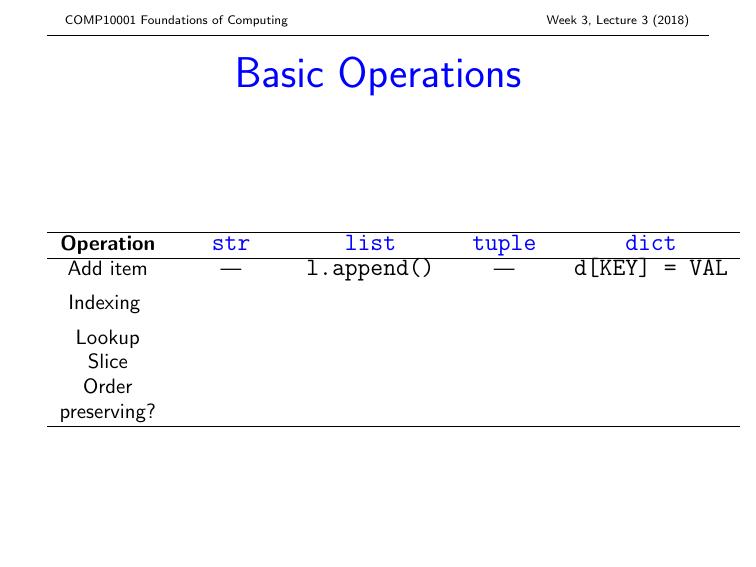 COMP10001 Foundations of Computing Week 3, Lecture 3 (2018)
Basic Operations
Operation str list tuple dict
Add item — l.append() — d[KEY] = VAL
Indexing
Lookup
Slice
Order
preserving?